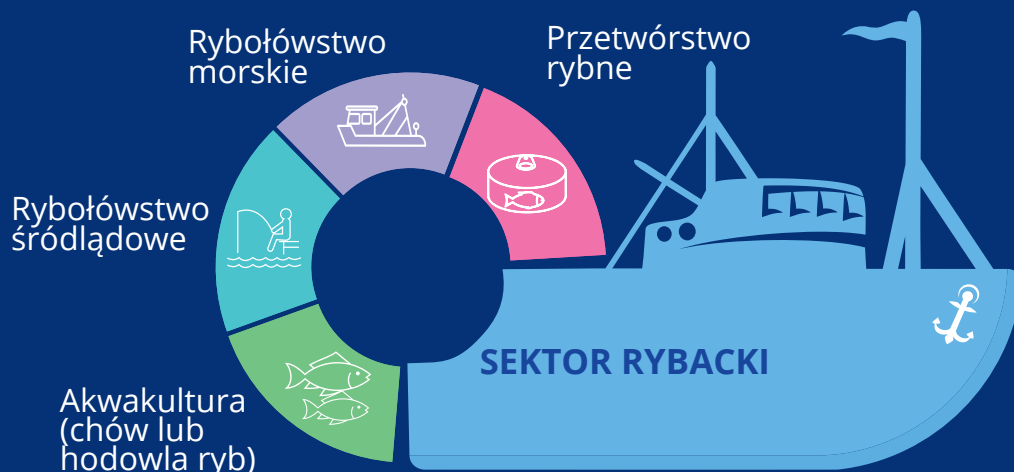 Rybołówstwo
morskie
Przetwórstwo
rybne
Rybołówstwo
śródlądowe
SEKTOR RYBACKI
Akwakultura
(chów lub
hodowla ryb)